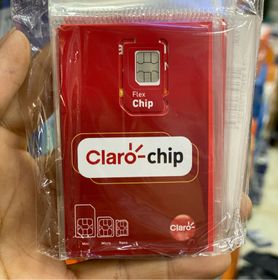 Flex
Chip
Claro-chip
Mini Micro Nano
Claro-